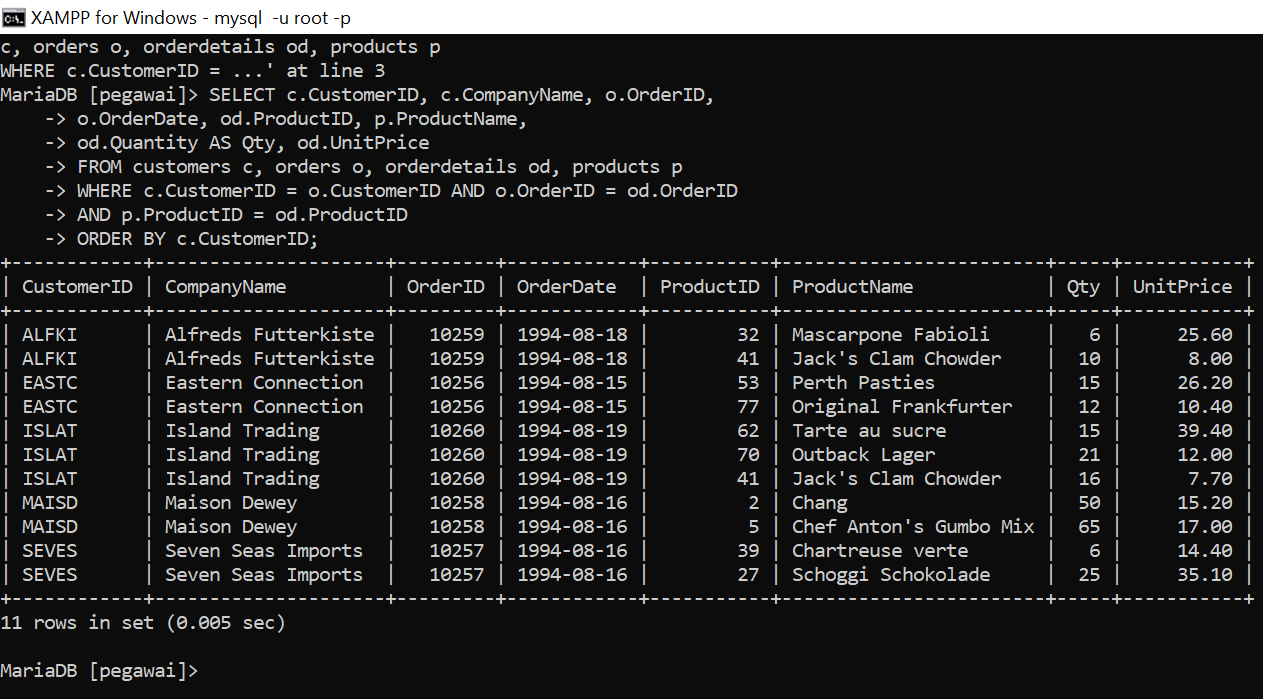 XAMPP for Windows - mysql  -u root -p
c, orders o, orderdetails od, products p
WHERE c.CustomerID = ...' at line 3
MariaDB [pegawai]> SELECT c.CustomerID, c.CompanyName, o.OrderID,
    -> o.OrderDate, od.ProductID, p.ProductName,
    -> od.Quantity AS Qty, od.UnitPrice
    -> FROM customers c, orders o, orderdetails od, products p
    -> WHERE c.CustomerID = o.CustomerID AND o.OrderID = od.OrderID
    -> AND p.ProductID = od.ProductID
    -> ORDER BY c.CustomerID;
+------------+---------------------+---------+------------+-----------+------------------------+-----+-----------+
| CustomerID | CompanyName         | OrderID | OrderDate  | ProductID | ProductName            | Qty | UnitPrice |
+------------+---------------------+---------+------------+-----------+------------------------+-----+-----------+
| ALFKI      | Alfreds Futterkiste |   10259 | 1994-08-18 |        32 | Mascarpone Fabioli     |   6 |     25.60 |
| ALFKI      | Alfreds Futterkiste |   10259 | 1994-08-18 |        41 | Jack's Clam Chowder    |  10 |      8.00 |
| EASTC      | Eastern Connection  |   10256 | 1994-08-15 |        53 | Perth Pasties          |  15 |     26.20 |
| EASTC      | Eastern Connection  |   10256 | 1994-08-15 |        77 | Original Frankfurter   |  12 |     10.40 |
| ISLAT      | Island Trading      |   10260 | 1994-08-19 |        62 | Tarte au sucre         |  15 |     39.40 |
| ISLAT      | Island Trading      |   10260 | 1994-08-19 |        70 | Outback Lager          |  21 |     12.00 |
| ISLAT      | Island Trading      |   10260 | 1994-08-19 |        41 | Jack's Clam Chowder    |  16 |      7.70 |
| MAISD      | Maison Dewey        |   10258 | 1994-08-16 |         2 | Chang                  |  50 |     15.20 |
| MAISD      | Maison Dewey        |   10258 | 1994-08-16 |         5 | Chef Anton's Gumbo Mix |  65 |     17.00 |
| SEVES      | Seven Seas Imports  |   10257 | 1994-08-16 |        39 | Chartreuse verte       |   6 |     14.40 |
| SEVES      | Seven Seas Imports  |   10257 | 1994-08-16 |        27 | Schoggi Schokolade     |  25 |     35.10 |
+------------+---------------------+---------+------------+-----------+------------------------+-----+-----------+
11 rows in set (0.005 sec)
MariaDB [pegawai]>